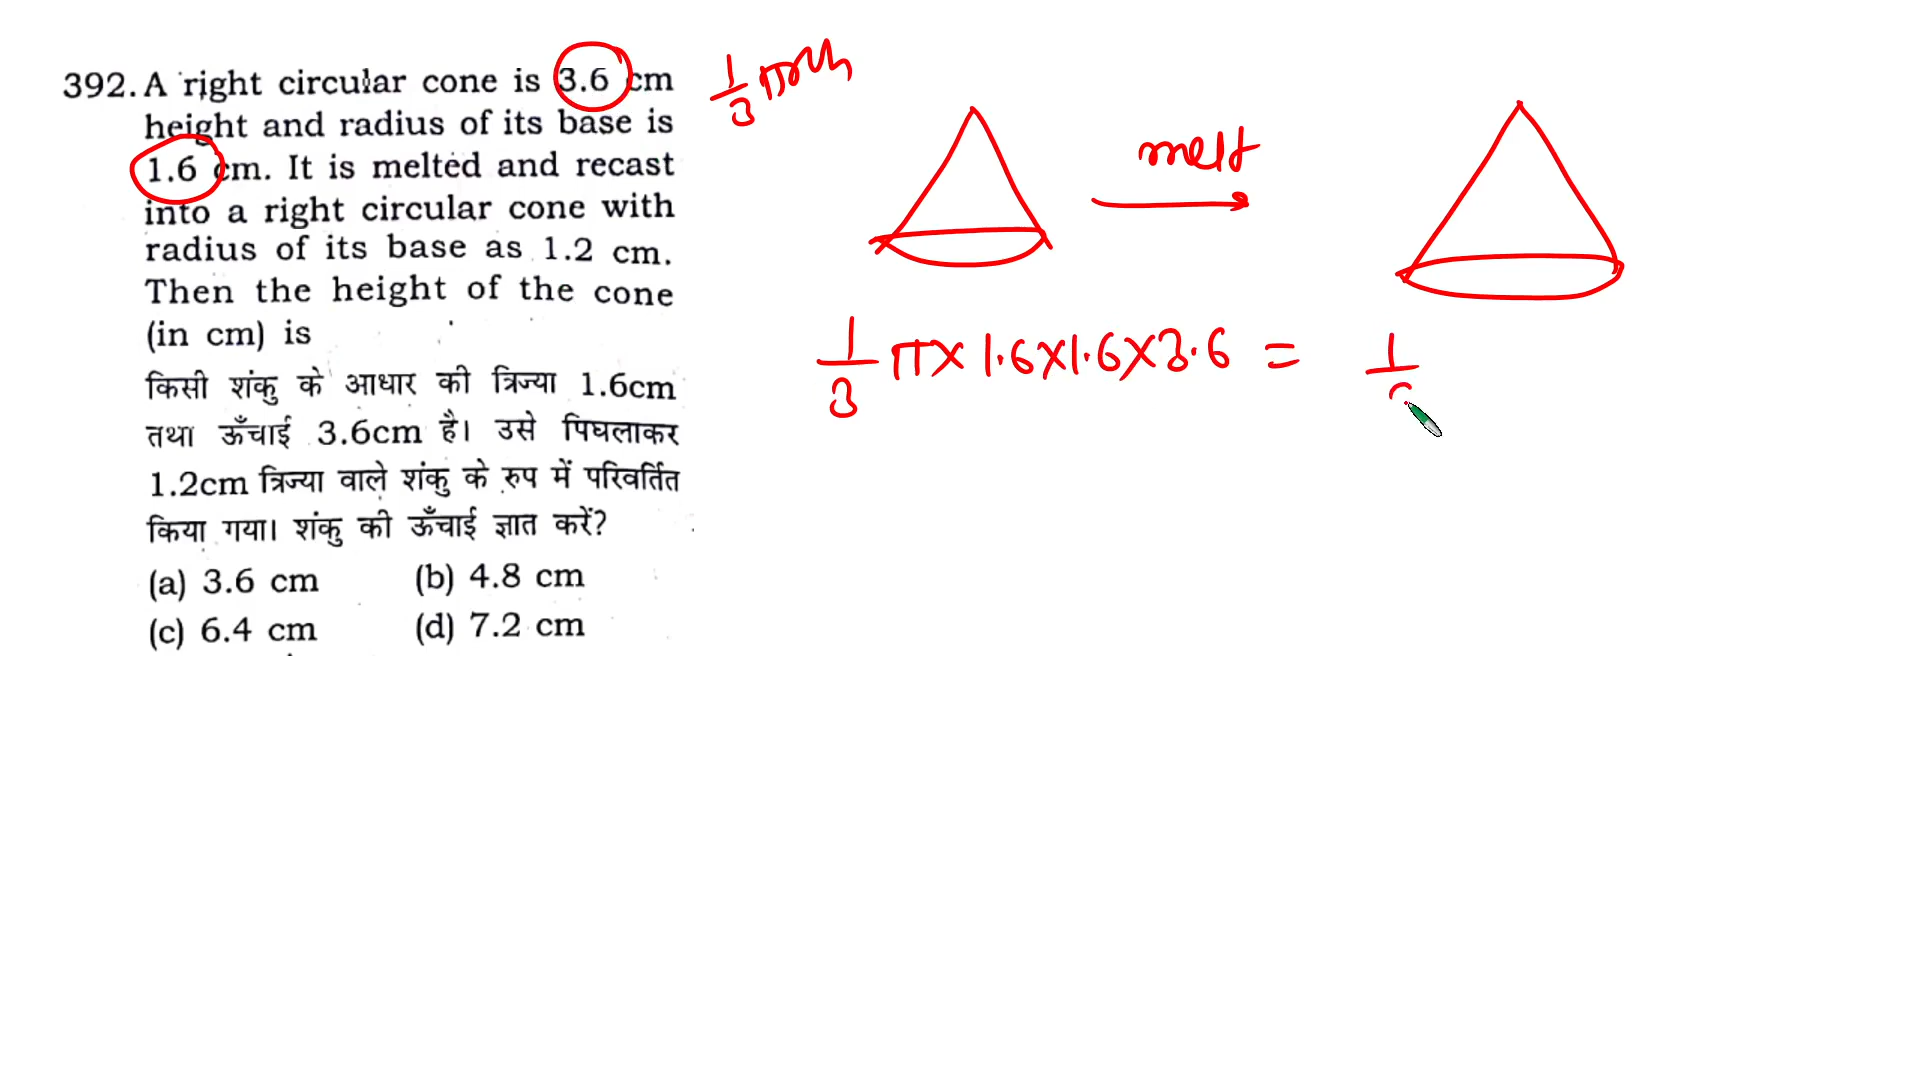 392. A right circular cone is 3.6 cm
height and radius of its base is
1.6 cm. It is melted and recast
into a right circular cone with
radius of its base as 1.2 cm.
Then the height of the cone
(in cm) is
किसी शंकु के आधार की त्रिज्या 1.6cm
तथा ऊँचाई 3.6cm है। उसे पिघलाकर
1.2cm त्रिज्या वाले शंकु के रुप में परिवर्तित
किया गया। शंकु की ऊँचाई ज्ञात करें?
(a) 3.6 cm (b) 4.8 cm
(c) 6.4 cm (d) 7.2 cm
melt
1/3 π × 1.6 × 1.6 × 3.6 = 1